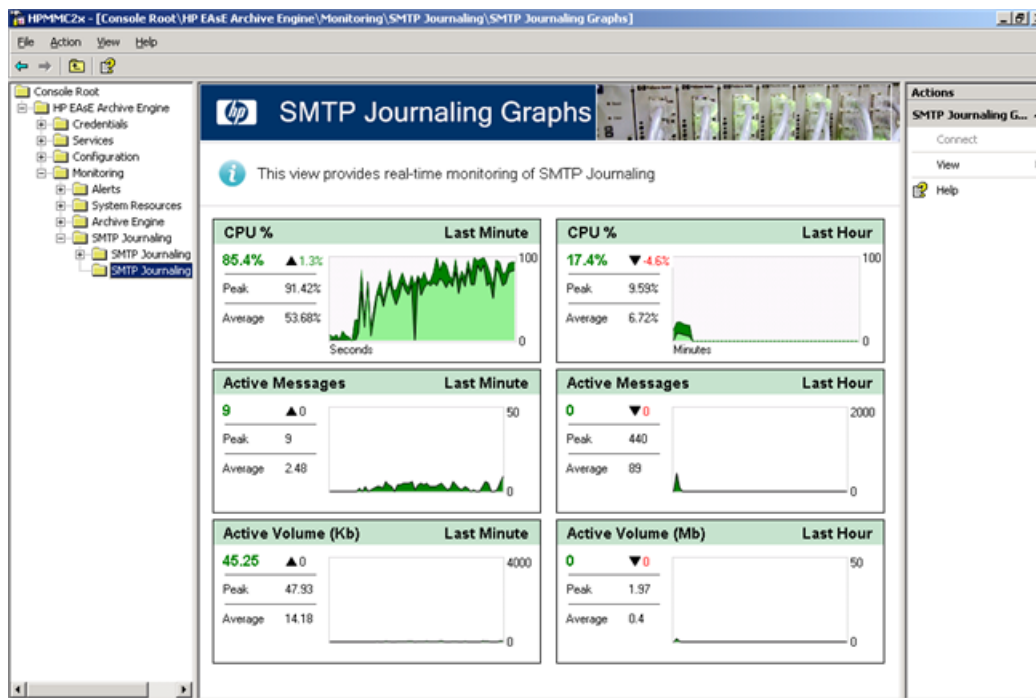 HPMMC2x - [Console Root\HP EAsE Archive Engine\Monitoring\SMTP Journaling\SMTP Journaling Graphs]
File Action View Help
Console Root
HP EAsE Archive Engine
Credentials
Services
Configuration
Monitoring
Alerts
System Resources
Archive Engine
SMTP Journaling
SMTP Journaling
SMTP Journaling
hp SMTP Journaling Graphs
This view provides real-time monitoring of SMTP Journaling
CPU % Last Minute
85.4% ▲1.3% 100
Peak 91.42%
Average 53.68%
0
Seconds
CPU % Last Hour
17.4% ▼-4.6% 100
Peak 9.59%
Average 6.72%
0
Minutes
Active Messages Last Minute
9 ▲0 50
Peak 9
Average 2.48
0
Active Messages Last Hour
0 ▼0 2000
Peak 440
Average 89
0
Active Volume (Kb) Last Minute
45.25 ▲0 4000
Peak 47.93
Average 14.18
0
Active Volume (Mb) Last Hour
0 ▼0 50
Peak 1.97
Average 0.4
0
Actions
SMTP Journaling G...
Connect
View
Help